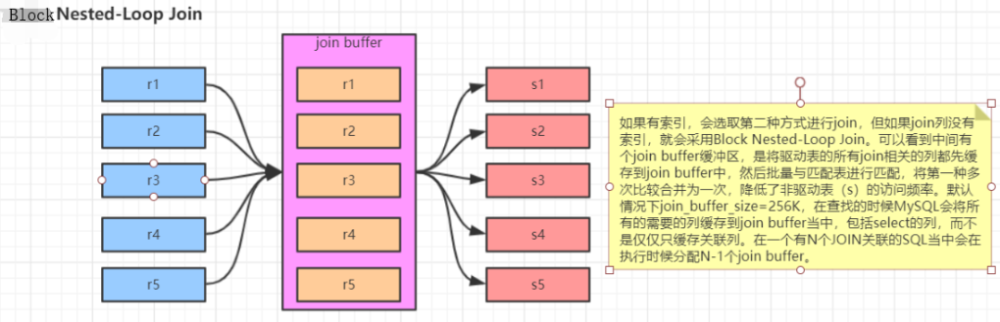 Block Nested-Loop Join
join buffer
r1 r1 s1
r2 r2 s2
r3 r3 s3
r4 r4 s4
r5 r5 s5
如果有索引，会选取第二种方式进行join，但如果join列没有
索引，就会采用Block Nested-Loop Join。可以看到中间有
个join buffer缓冲区，是将驱动表的所有join相关的列都先缓
存到join buffer中，然后批量与匹配表进行匹配，将第一种多
次比较合并为一次，降低了非驱动表（s）的访问频率。默认
情况下join_buffer_size=256K，在查找的时候MySQL会将所
有的需要的列缓存到join buffer当中，包括select的列，而不
是仅仅只缓存关联列。在一个有N个JOIN关联的SQL当中会在
执行时候分配N-1个join buffer。